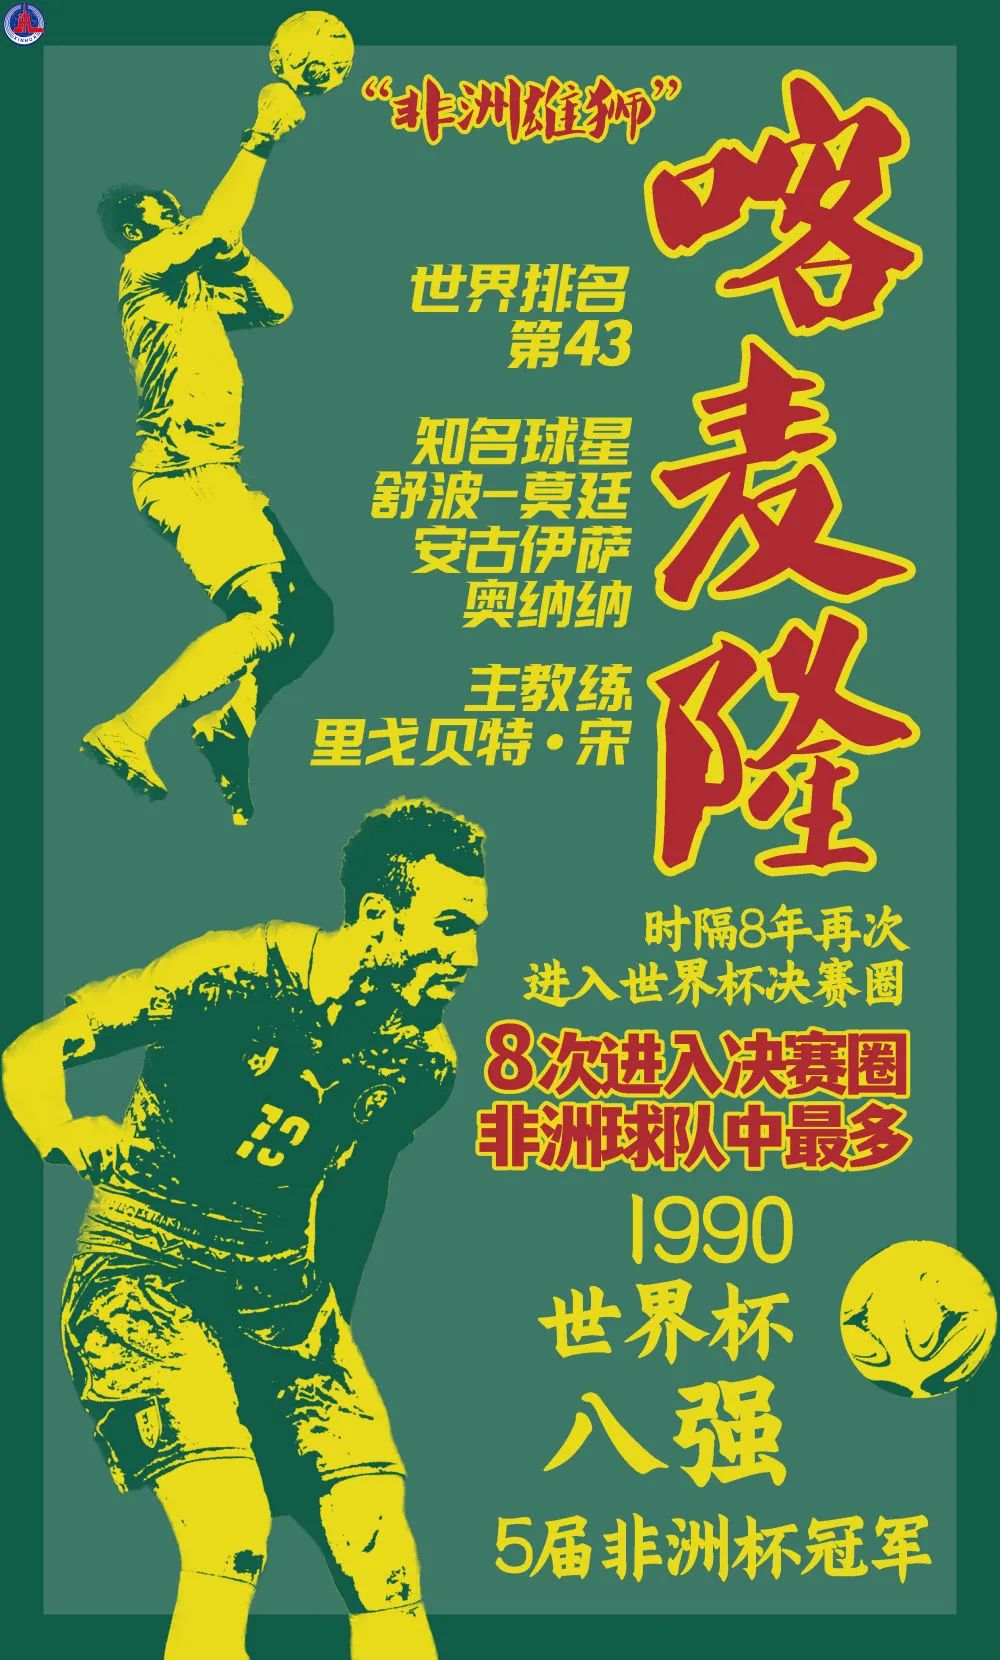 XINHUA
“非洲雄狮”
喀麦隆
世界排名
第43
知名球星
舒波-莫廷
安古伊萨
奥纳纳
主教练
里戈贝特·宋
时隔8年再次
进入世界杯决赛圈
8次进入决赛圈
非洲球队中最多
1990
世界杯
八强
5届非洲杯冠军